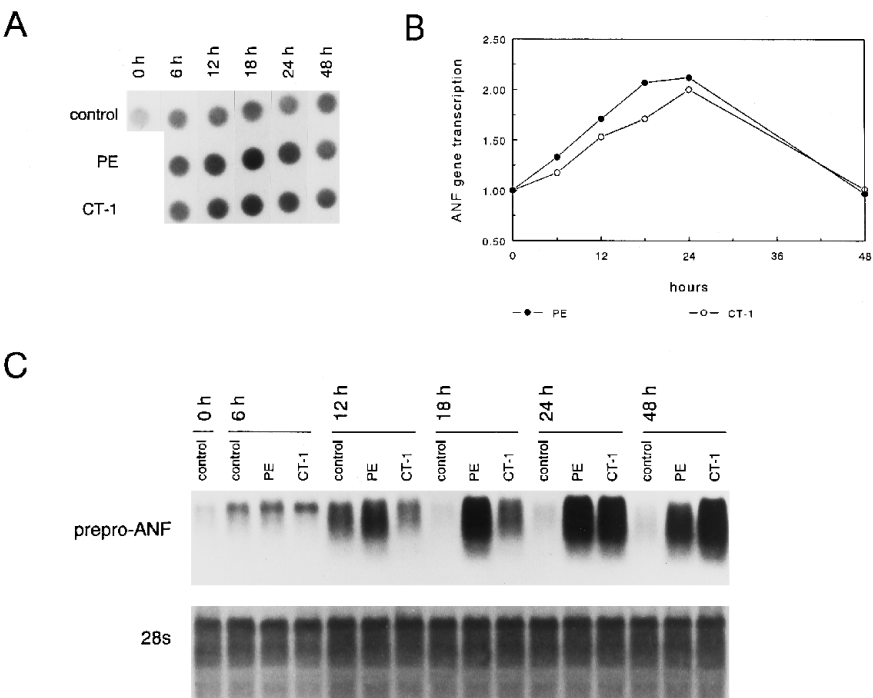 A
0 h 6 h 12 h 18 h 24 h 48 h
control
PE
CT-1
B
ANF gene transcription
2.50
2.00
1.50
1.00
0.50
0 12 24 36 48
hours
PE CT-1
C
0 h 6 h 12 h 18 h 24 h 48 h
control control PE CT-1 control PE CT-1 control PE CT-1 control PE CT-1 control PE CT-1
prepro-ANF
28s